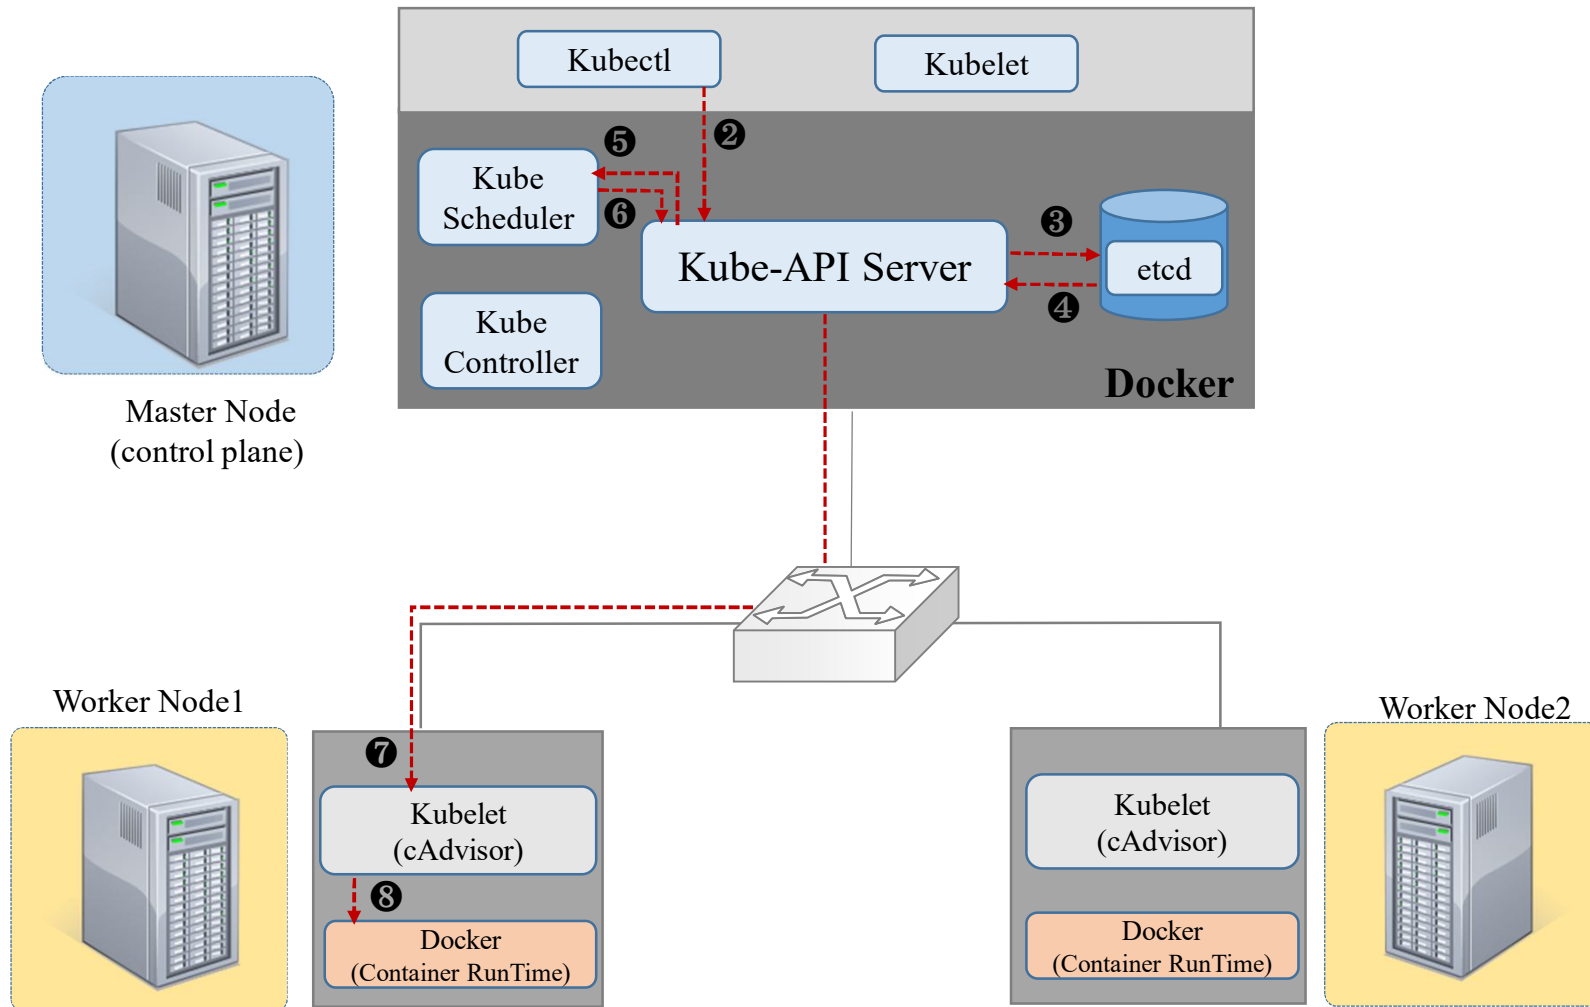 Kubectl
Kubelet
❷
❺
Kube
Scheduler
❻
❸
Kube-API Server
etcd
❹
Kube
Controller
Docker
Master Node
(control plane)
Worker Node1
Worker Node2
❼
Kubelet
(cAdvisor)
❽
Docker
(Container RunTime)
Kubelet
(cAdvisor)
Docker
(Container RunTime)